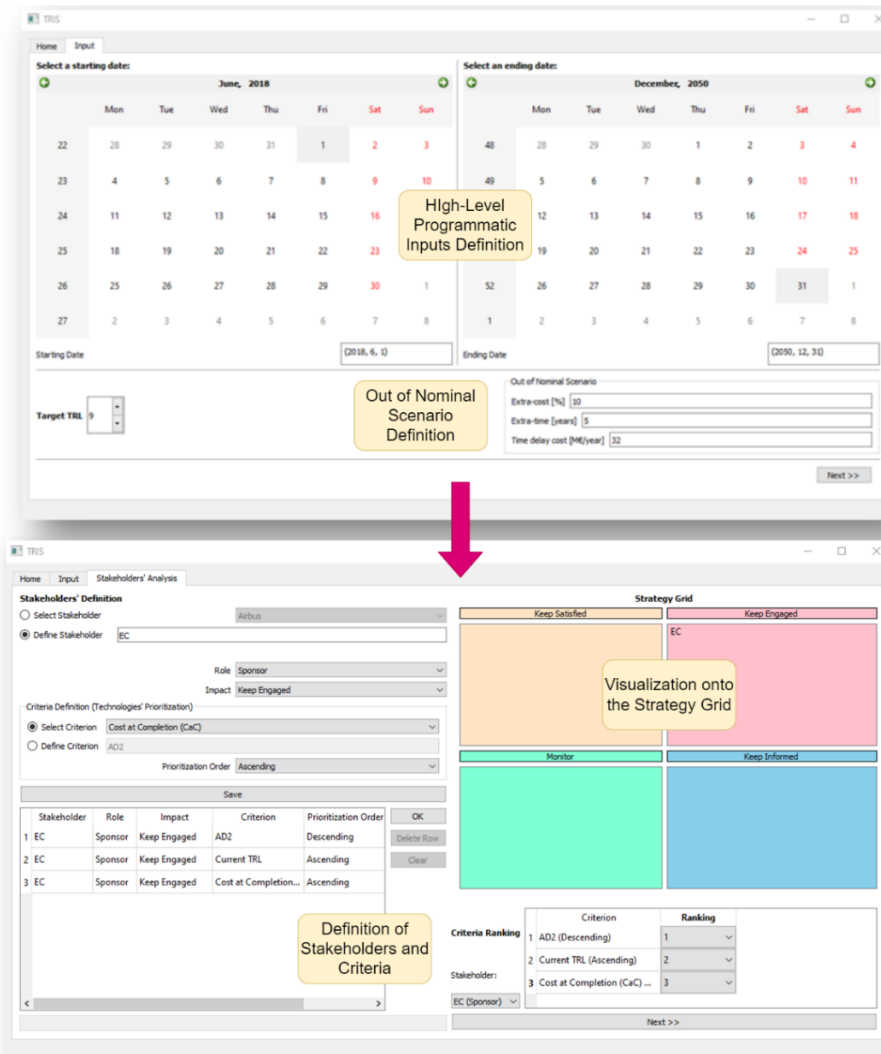 TRIS
Home Input
Select a starting date:
June, 2018
Mon Tue Wed Thu Fri Sat Sun
22 28 29 30 31 1 2 3
23 4 5 6 7 8 9 10
24 11 12 13 14 15 16
25 18 19 20 21 22 23
26 25 26 27 28 29 30 1
27 2 3 4 5 6 7 8
Starting Date (2018, 6, 1)
Select an ending date:
December, 2050
Mon Tue Wed Thu Fri Sat Sun
48 28 29 30 1 2 3 4
49 5 6 7 8 9 10 11
12 13 14 15 16 17 18
19 20 21 22 23 24 25
52 26 27 28 29 30 31 1
1 2 3 4 5 6 7 8
Ending Date (2050, 12, 31)
HIgh-Level
Programmatic
Inputs Definition
Target TRL 9
Out of Nominal
Scenario
Definition
Out of Nominal Scenario
Extra-cost [%] 10
Extra-time [years] 5
Time delay cost [M€/year] 32
Next >>
TRIS
Home Input Stakeholders' Analysis
Stakeholders' Definition
Select Stakeholder Airbus
Define Stakeholder EC
Role Sponsor
Impact Keep Engaged
Criteria Definition (Technologies' Prioritization)
Select Criterion Cost at Completion (CaC)
Define Criterion AD2
Prioritization Order Ascending
Save
Stakeholder Role Impact Criterion Prioritization Order
1 EC Sponsor Keep Engaged AD2 Descending
2 EC Sponsor Keep Engaged Current TRL Ascending
3 EC Sponsor Keep Engaged Cost at Completion... Ascending
OK
Delete Row
Clear
Definition of
Stakeholders and
Criteria
Strategy Grid
Keep Satisfied
Keep Engaged
EC
Visualization onto
the Strategy Grid
Monitor
Keep Informed
Criteria Ranking
Stakeholder:
EC (Sponsor)
Criterion Ranking
1 AD2 (Descending) 1
2 Current TRL (Ascending) 2
3 Cost at Completion (CaC) ... 3
Next >>